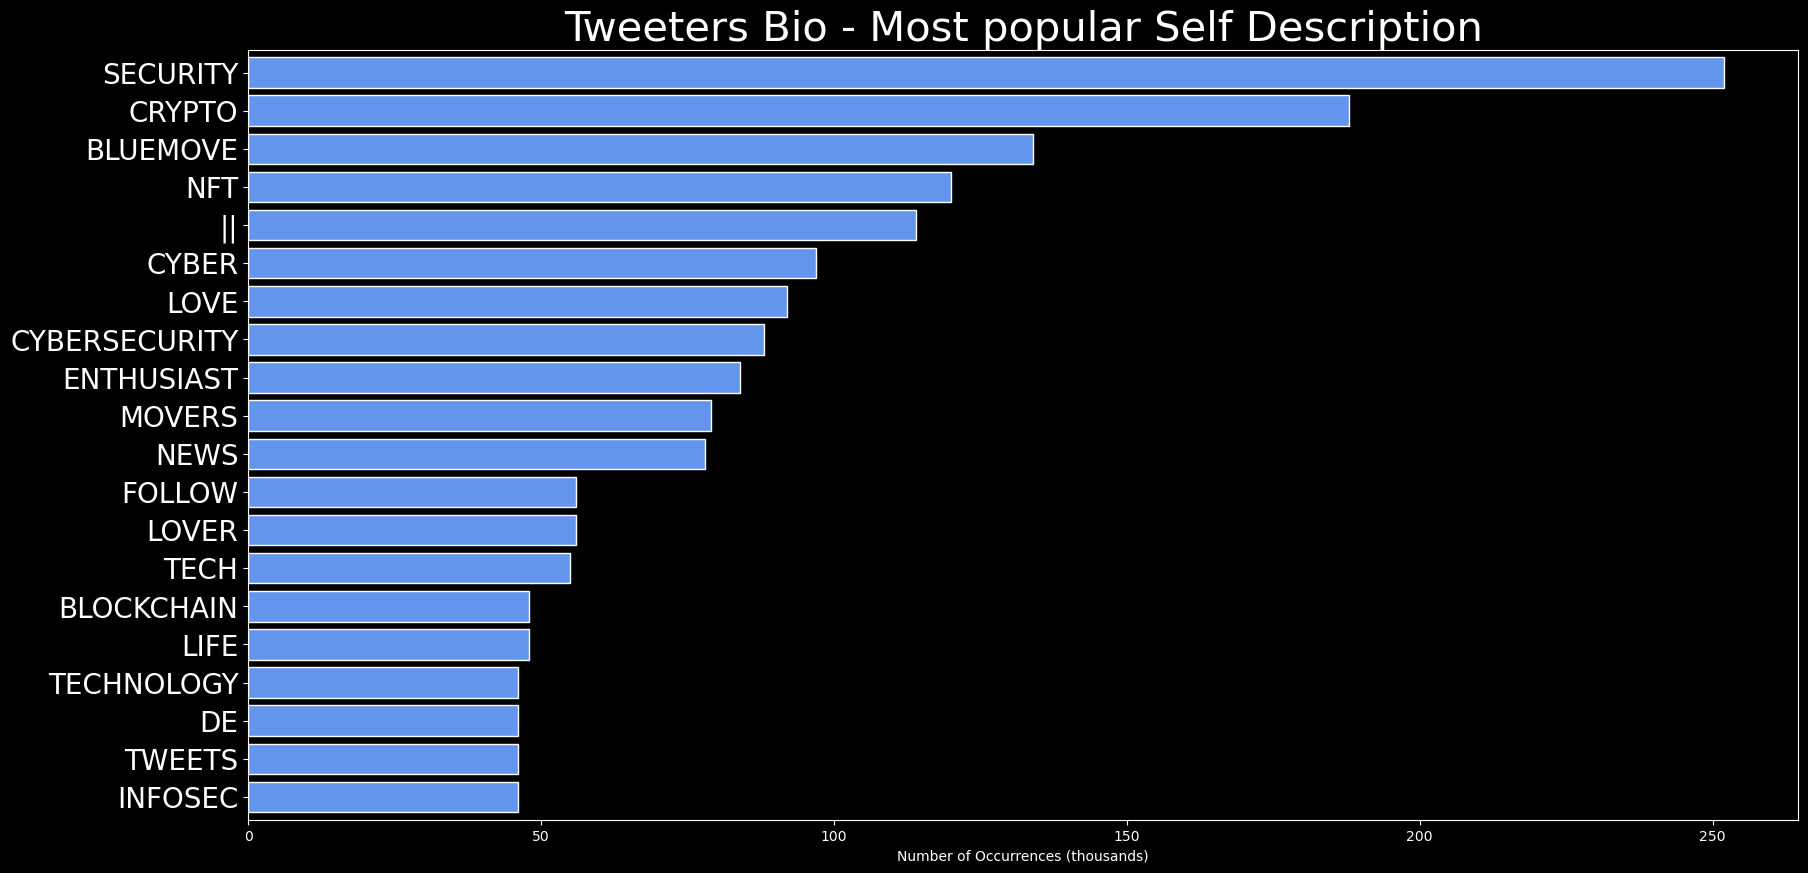 Tweeters Bio - Most popular Self Description
SECURITY
CRYPTO
BLUEMOVE
NFT
||
CYBER
LOVE
CYBERSECURITY
ENTHUSIAST
MOVERS
NEWS
FOLLOW
LOVER
TECH
BLOCKCHAIN
LIFE
TECHNOLOGY
DE
TWEETS
INFOSEC
0 50 100 150 200 250
Number of Occurrences (thousands)